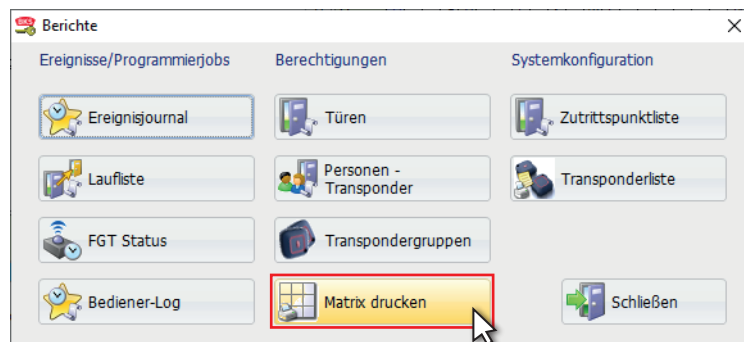 BKS Berichte
Ereignisse/Programmierjobs
Ereignisjournal
Laufliste
FGT Status
Bediener-Log
Berechtigungen
Türen
Personen -
Transponder
Transpondergruppen
Matrix drucken
Systemkonfiguration
Zutrittspunktliste
Transponderliste
Schließen